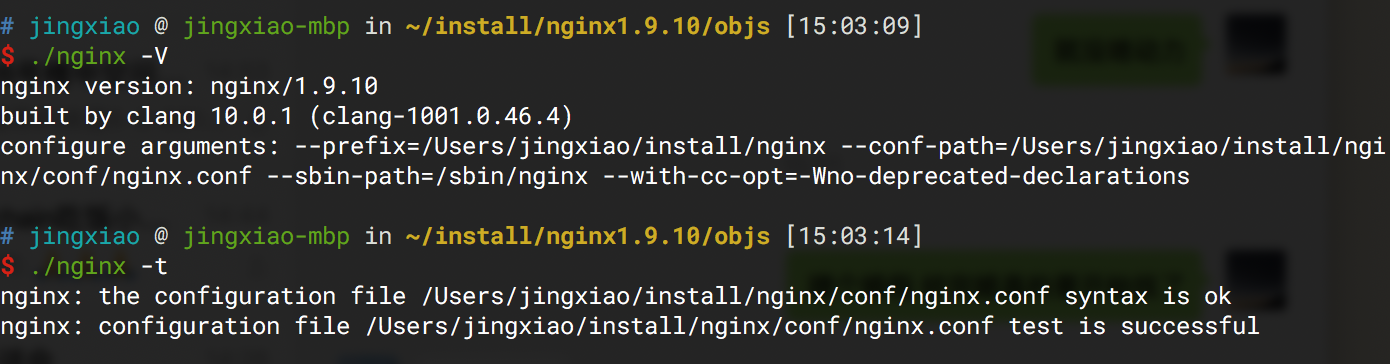 # jingxiao @ jingxiao-mbp in ~/install/nginx1.9.10/objs [15:03:09]
$ ./nginx -V
nginx version: nginx/1.9.10
built by clang 10.0.1 (clang-1001.0.46.4)
configure arguments: --prefix=/Users/jingxiao/install/nginx --conf-path=/Users/jingxiao/install/ngi
nx/conf/nginx.conf --sbin-path=/sbin/nginx --with-cc-opt=-Wno-deprecated-declarations
# jingxiao @ jingxiao-mbp in ~/install/nginx1.9.10/objs [15:03:14]
$ ./nginx -t
nginx: the configuration file /Users/jingxiao/install/nginx/conf/nginx.conf syntax is ok
nginx: configuration file /Users/jingxiao/install/nginx/conf/nginx.conf test is successful